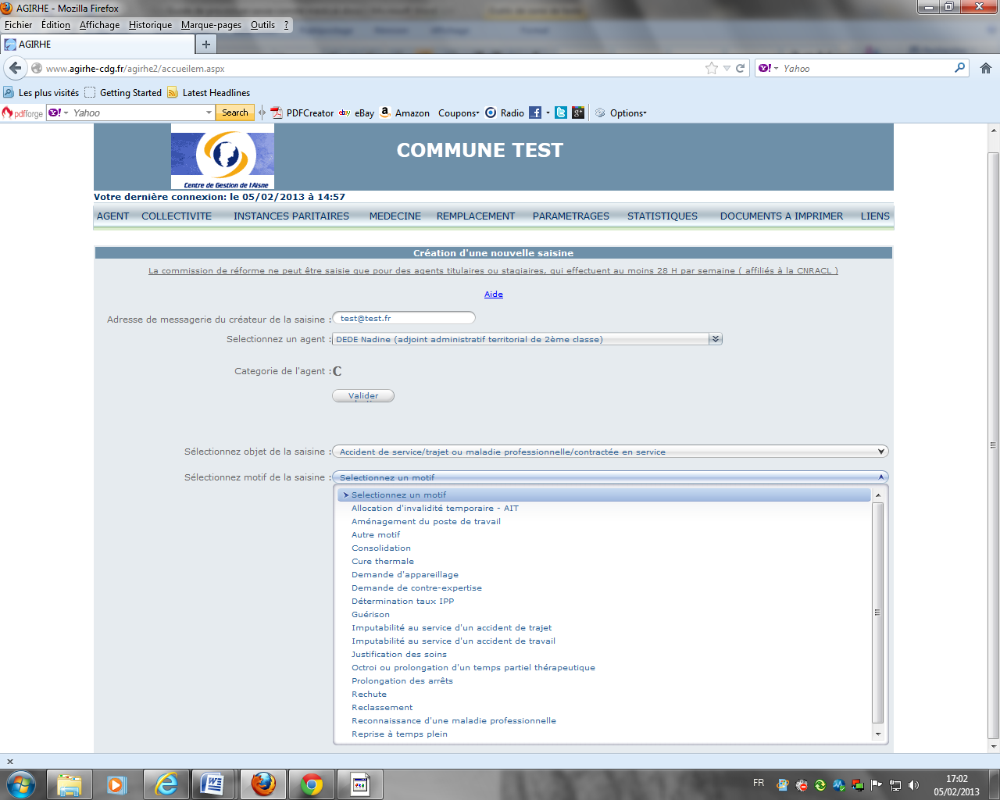 AGIRHE - Mozilla Firefox
Fichier Édition Affichage Historique Marque-pages Outils ?
AGIRHE
www.agirhe-cdg.fr/agirhe2/accueilem.aspx
Yahoo
Les plus visités Getting Started Latest Headlines
pdfforge Yahoo Search PDFCreator eBay Amazon Coupons Radio Options
Centre de Gestion de l'Aisne
COMMUNE TEST
Votre dernière connexion: le 05/02/2013 à 14:57
AGENT COLLECTIVITE INSTANCES PARITAIRES MEDECINE REMPLACEMENT PARAMETRAGES STATISTIQUES DOCUMENTS A IMPRIMER LIENS
Création d'une nouvelle saisine
La commission de réforme ne peut être saisie que pour des agents titulaires ou stagiaires, qui effectuent au moins 28 H par semaine ( affiliés à la CNRACL )
Aide
Adresse de messagerie du créateur de la saisine : test@test.fr
Selectionnez un agent : DEDE Nadine (adjoint administratif territorial de 2ème classe)
Categorie de l'agent : C
Valider
Sélectionnez objet de la saisine : Accident de service/trajet ou maladie professionnelle/contractée en service
Sélectionnez motif de la saisine : Selectionnez un motif
Selectionnez un motif
Allocation d'invalidité temporaire - AIT
Aménagement du poste de travail
Autre motif
Consolidation
Cure thermale
Demande d'appareillage
Demande de contre-expertise
Détermination taux IPP
Guérison
Imputabilité au service d'un accident de trajet
Imputabilité au service d'un accident de travail
Justification des soins
Octroi ou prolongation d'un temps partiel thérapeutique
Prolongation des arrêts
Rechute
Reclassement
Reconnaissance d'une maladie professionnelle
Reprise à temps plein
FR
17:02
05/02/2013